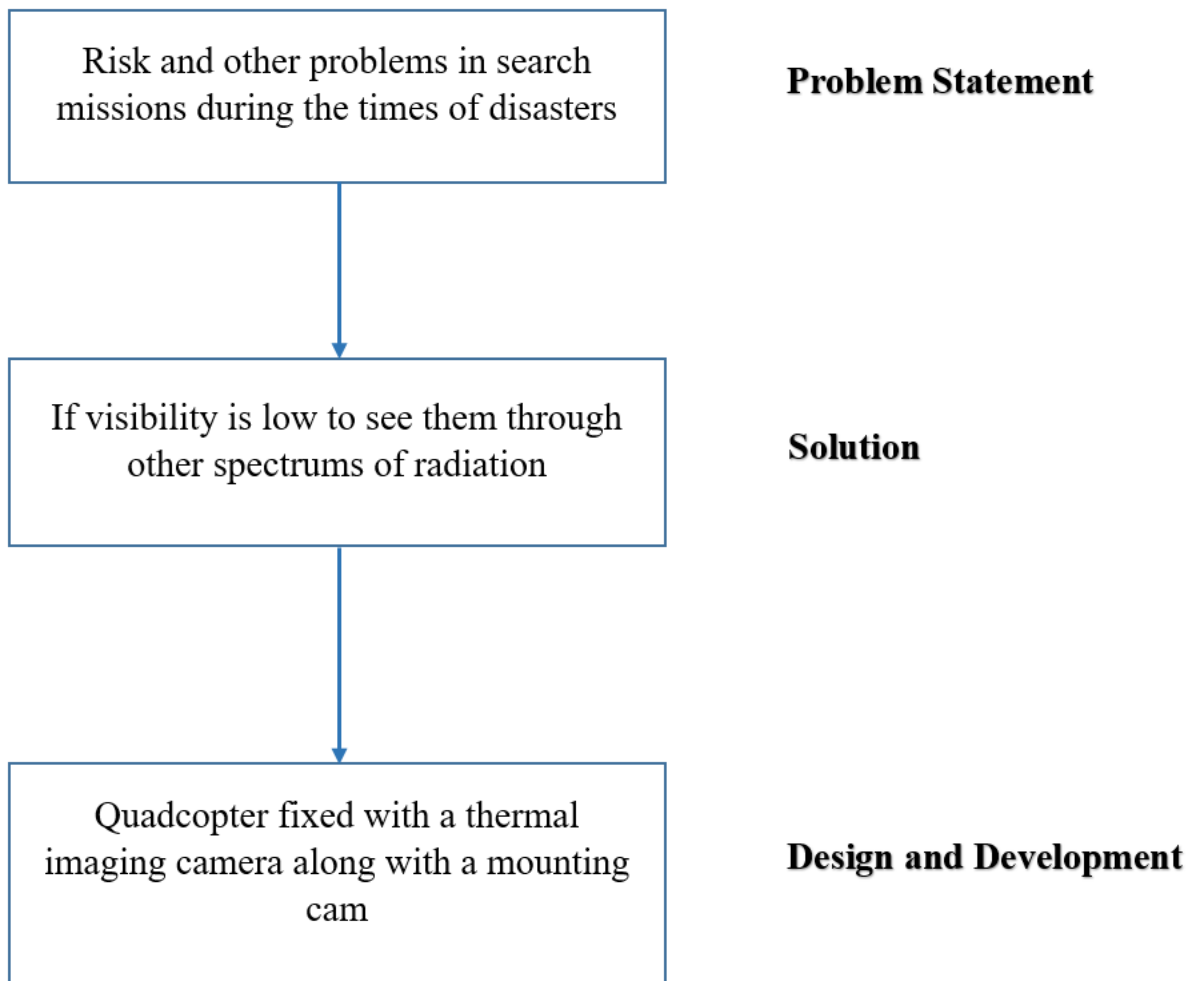 Risk and other problems in search
missions during the times of disasters
Problem Statement
If visibility is low to see them through
other spectrums of radiation
Solution
Quadcopter fixed with a thermal
imaging camera along with a mounting
cam
Design and Development